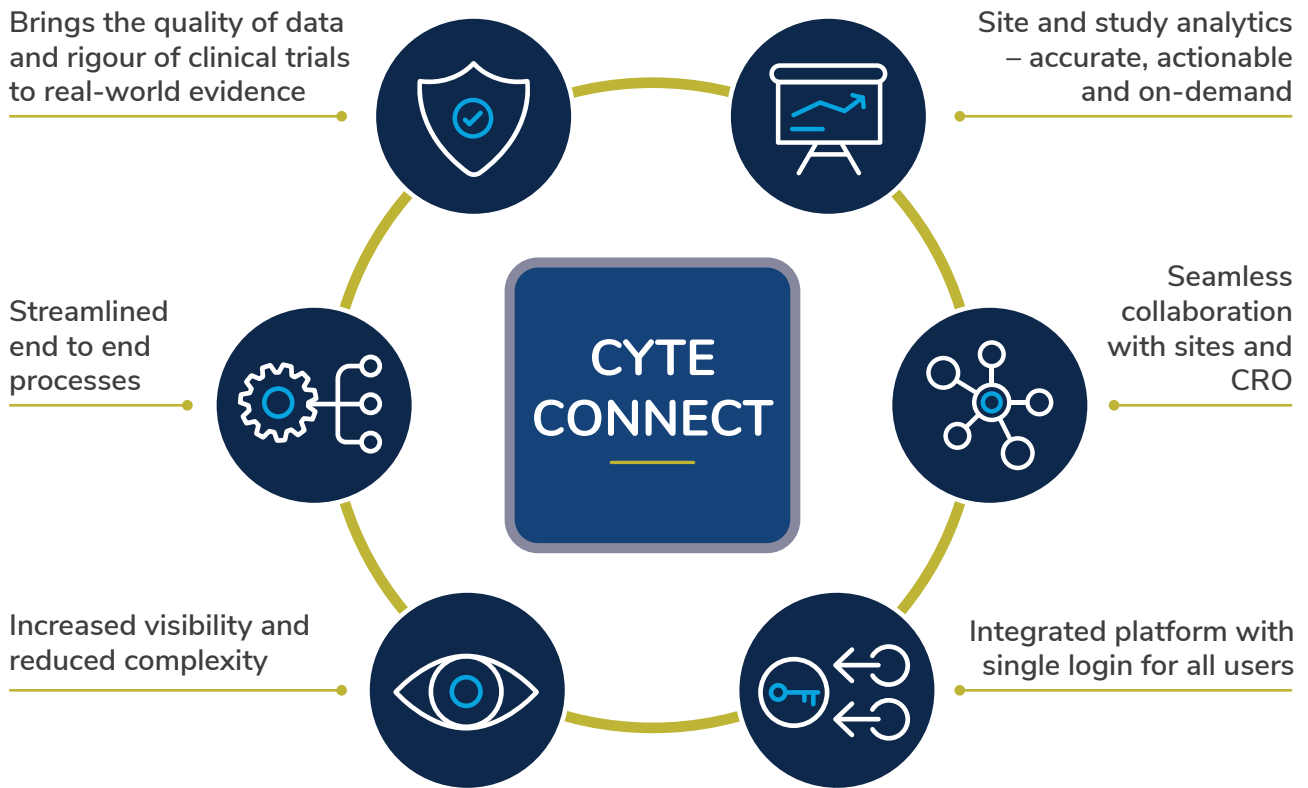 Brings the quality of data
and rigour of clinical trials
to real-world evidence
Site and study analytics
– accurate, actionable
and on-demand
Streamlined
end to end
processes
CYTE
CONNECT
Seamless
collaboration
with sites and
CRO
Increased visibility and
reduced complexity
Integrated platform with
single login for all users